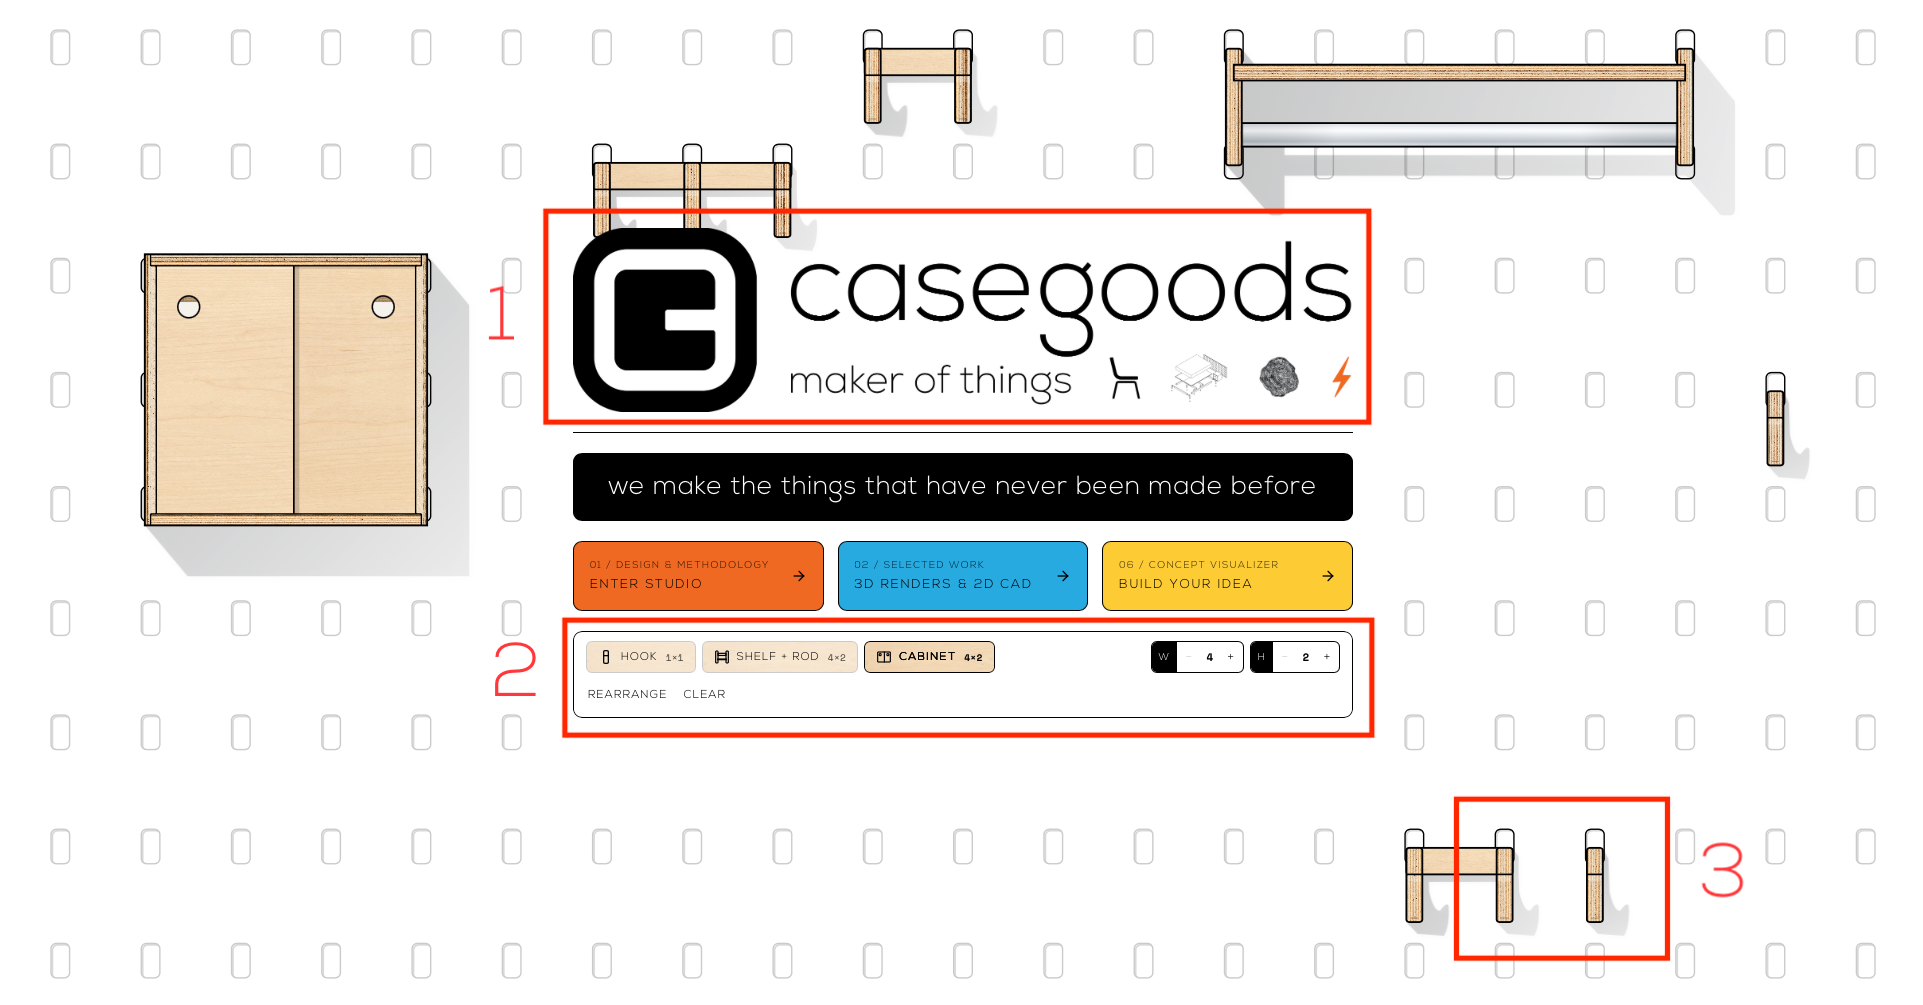 1
casegoods
maker of things
we make the things that have never been made before
01 / DESIGN & METHODOLOGY
ENTER STUDIO →
02 / SELECTED WORK
3D RENDERS & 2D CAD →
06 / CONCEPT VISUALIZER
BUILD YOUR IDEA →
2
HOOK 1×1 SHELF + ROD 4×2 CABINET 4×2 W − 4 + H − 2 +
REARRANGE CLEAR
3